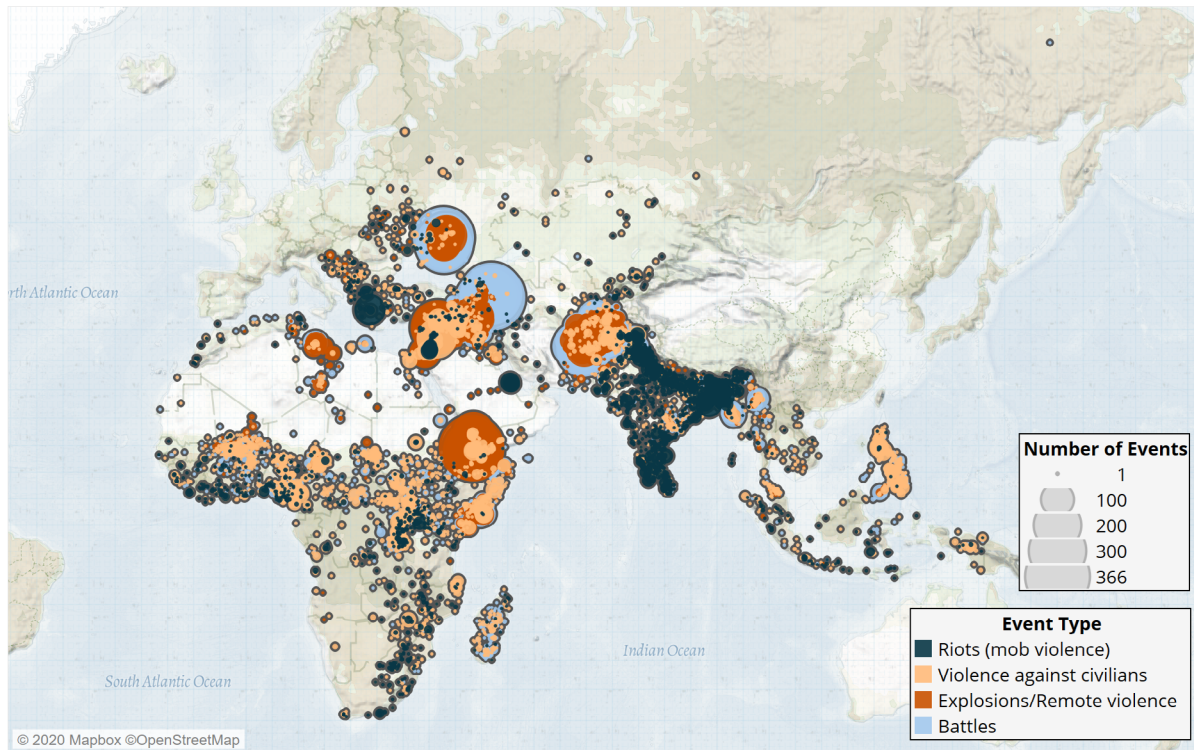 orth Atlantic Ocean
Number of Events
1
100
200
300
366
Event Type
Riots (mob violence)
Violence against civilians
Explosions/Remote violence
Battles
Indian Ocean
South Atlantic Ocean
© 2020 Mapbox ©OpenStreetMap